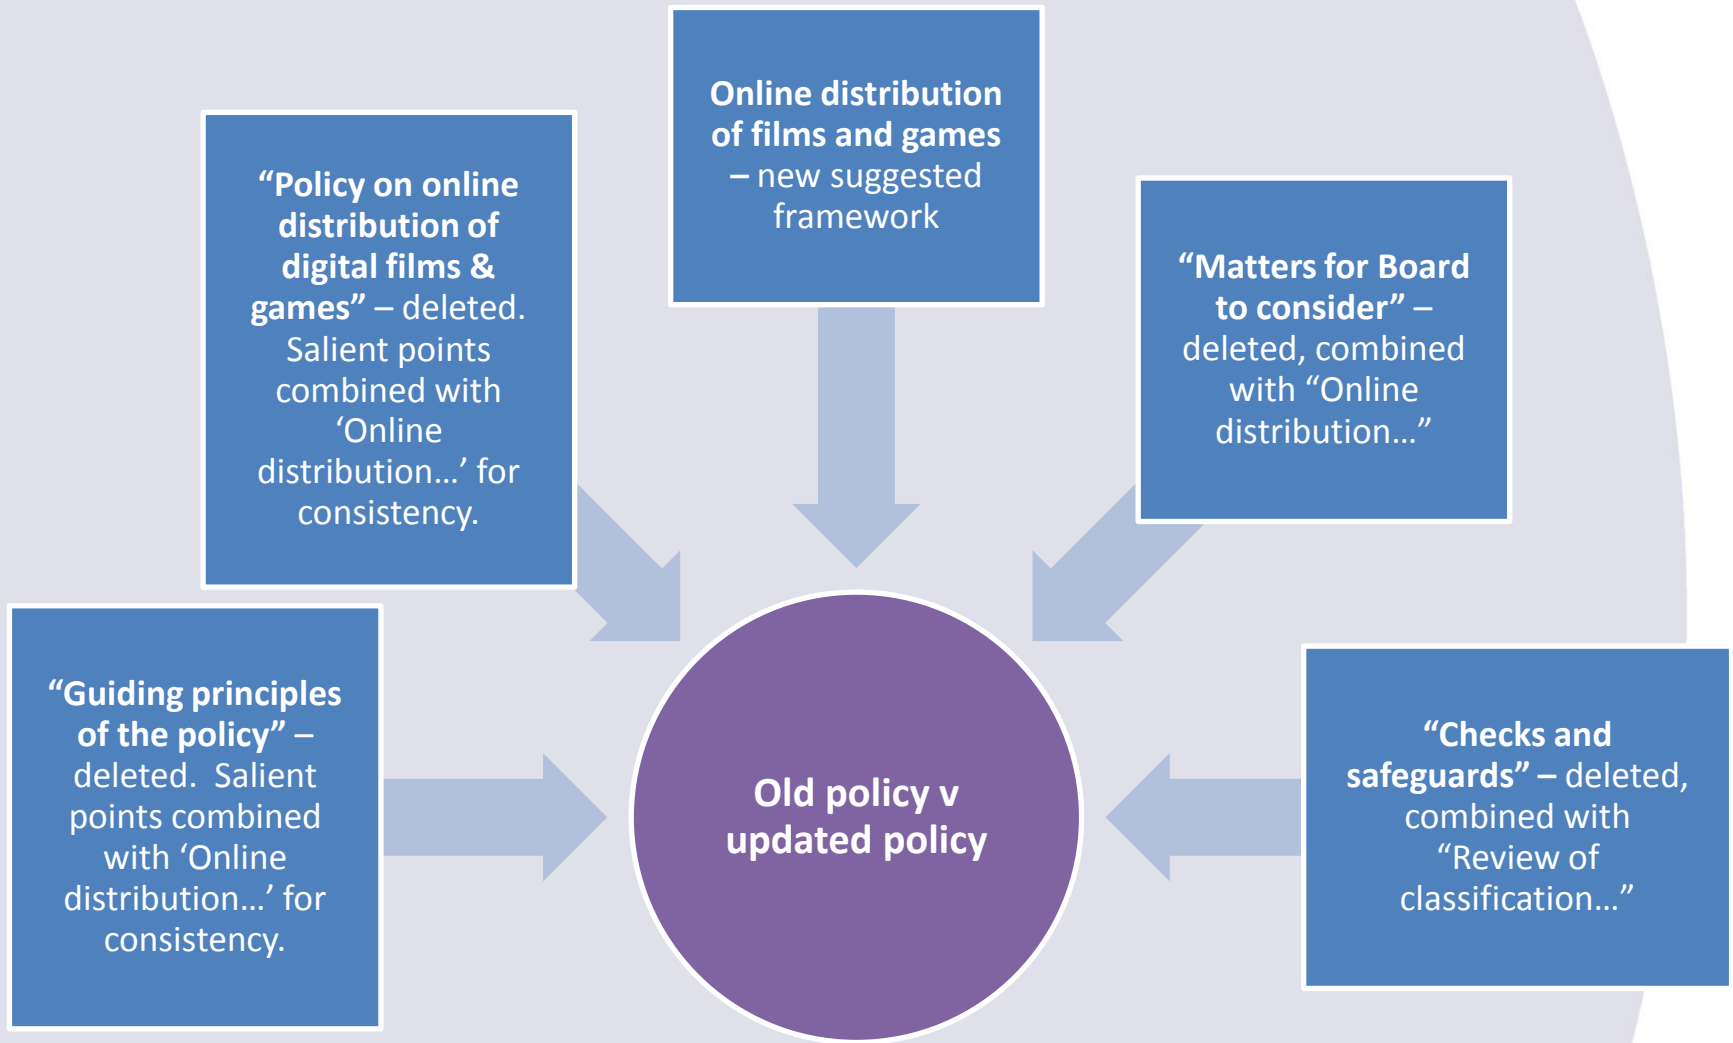 Online distribution
of films and games
– new suggested
framework
“Policy on online
distribution of
digital films &
games” – deleted.
Salient points
combined with
‘Online
distribution…’ for
consistency.
“Matters for Board
to consider” –
deleted, combined
with “Online
distribution…”
“Guiding principles
of the policy” –
deleted.  Salient
points combined
with ‘Online
distribution…’ for
consistency.
“Checks and
safeguards” – deleted,
combined with
“Review of
classification…”
Old policy v
updated policy